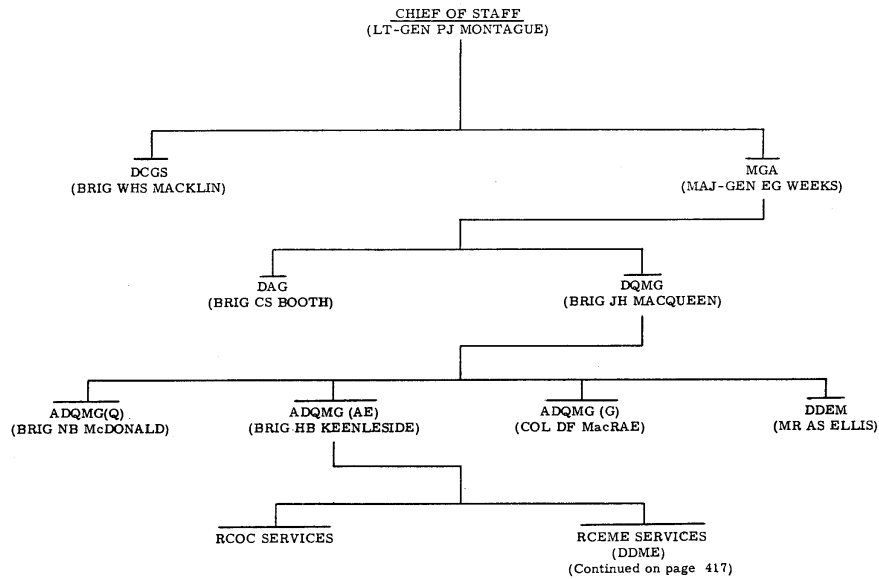 CHIEF OF STAFF
(LT-GEN PJ MONTAGUE)
DCGS
(BRIG WHS MACKLIN)
MGA
(MAJ-GEN EG WEEKS)
DAG
(BRIG CS BOOTH)
DQMG
(BRIG JH MACQUEEN)
ADQMG(Q)
(BRIG NB McDONALD)
ADQMG (AE)
(BRIG HB KEENLESIDE)
ADQMG (G)
(COL DF MacRAE)
DDEM
(MR AS ELLIS)
RCOC SERVICES
RCEME SERVICES
(DDME)
(Continued on page 417)